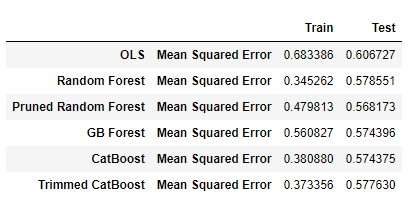 Train Test
OLS Mean Squared Error 0.683386 0.606727
Random Forest Mean Squared Error 0.345262 0.578551
Pruned Random Forest Mean Squared Error 0.479813 0.568173
GB Forest Mean Squared Error 0.560827 0.574396
CatBoost Mean Squared Error 0.380880 0.574375
Trimmed CatBoost Mean Squared Error 0.373356 0.577630